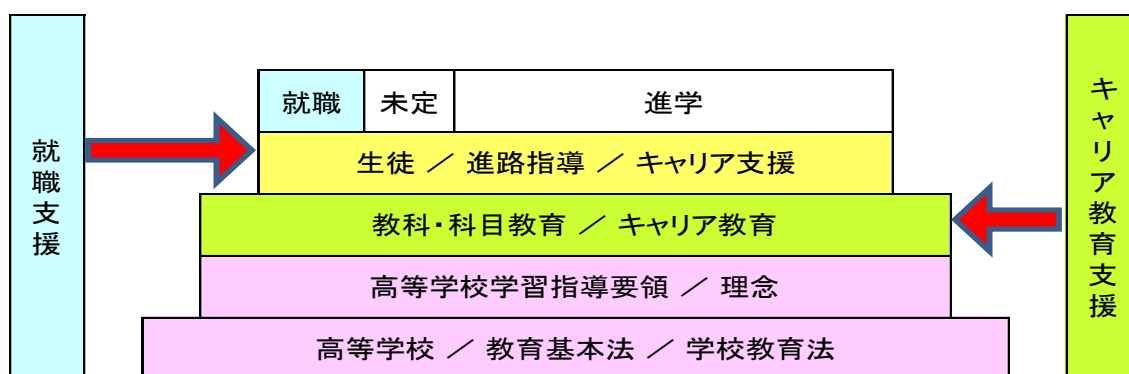 就職支援
就職
未定
進学
生徒 ／ 進路指導 ／ キャリア支援
教科・科目教育 ／ キャリア教育
高等学校学習指導要領 ／ 理念
高等学校 ／ 教育基本法 ／ 学校教育法
キャリア教育支援